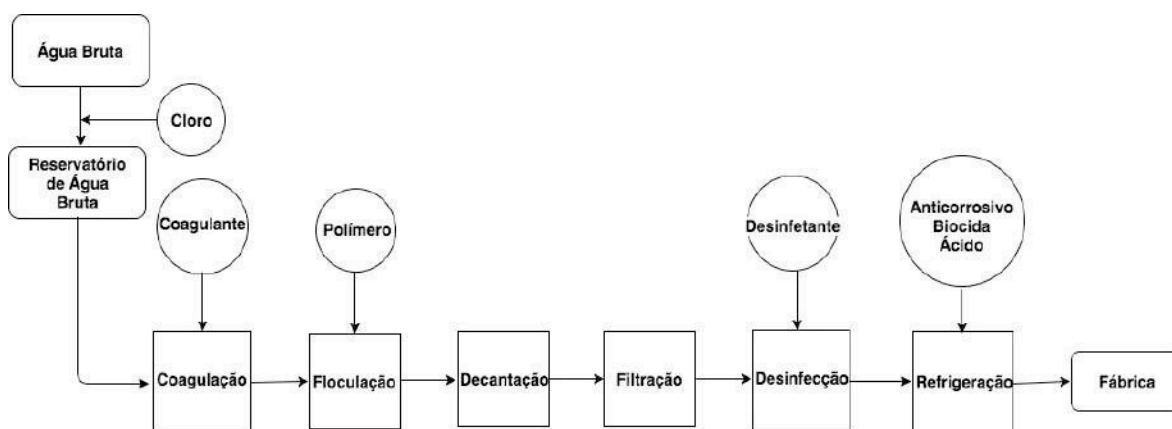 Água Bruta
Cloro
Reservatório
de Água
Bruta
Coagulante
Polímero
Desinfetante
Anticorrosivo
Biocida
Ácido
Coagulação
Floculação
Decantação
Filtração
Desinfecção
Refrigeração
Fábrica